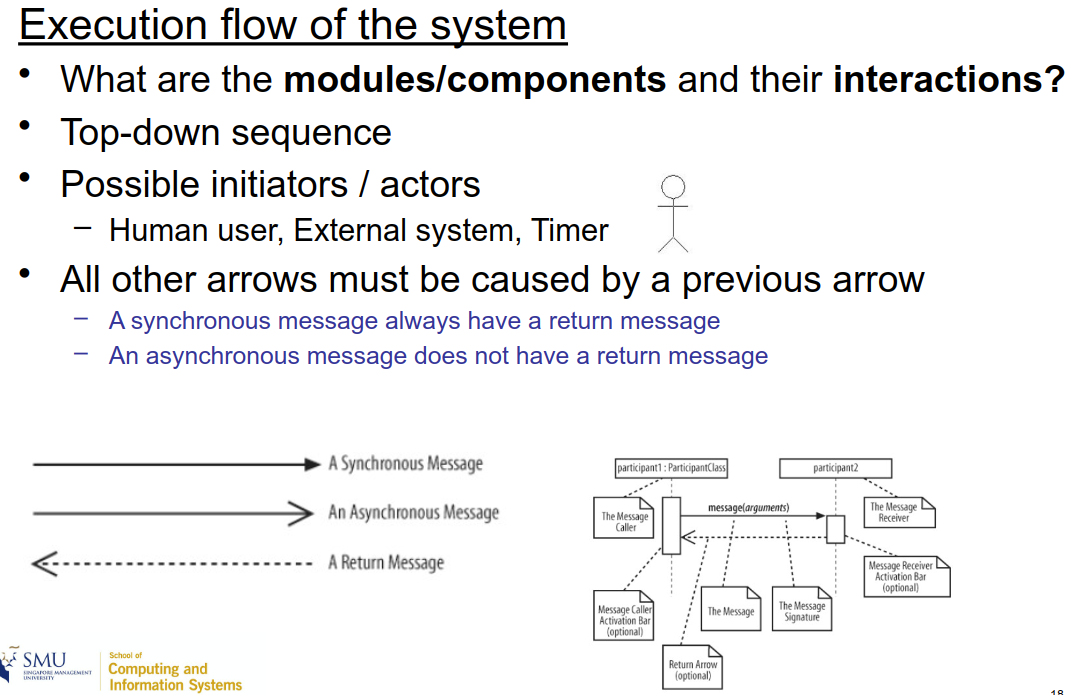 Execution flow of the system
• What are the modules/components and their interactions?
• Top-down sequence
• Possible initiators / actors
– Human user, External system, Timer
• All other arrows must be caused by a previous arrow
– A synchronous message always have a return message
– An asynchronous message does not have a return message
A Synchronous Message
An Asynchronous Message
A Return Message
participant1 : ParticipantClass
participant2
The Message
Caller
message(arguments)
The Message
Receiver
Message Receiver
Activation Bar
(optional)
Message Caller
Activation Bar
(optional)
The Message
The Message
Signature
Return Arrow
(optional)
SMU
SINGAPORE MANAGEMENT
UNIVERSITY
School of
Computing and
Information Systems
18